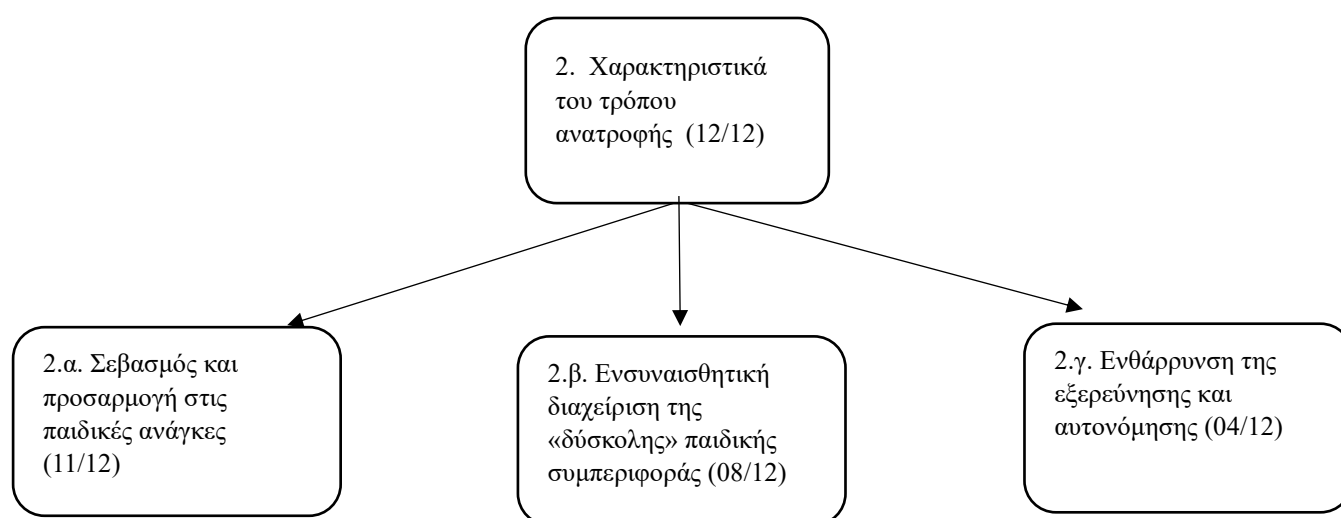 2. Χαρακτηριστικά
του τρόπου
ανατροφής (12/12)
2.α. Σεβασμός και
προσαρμογή στις
παιδικές ανάγκες
(11/12)
2.β. Ενσυναισθητική
διαχείριση της
«δύσκολης» παιδικής
συμπεριφοράς (08/12)
2.γ. Ενθάρρυνση της
εξερεύνησης και
αυτονόμησης (04/12)